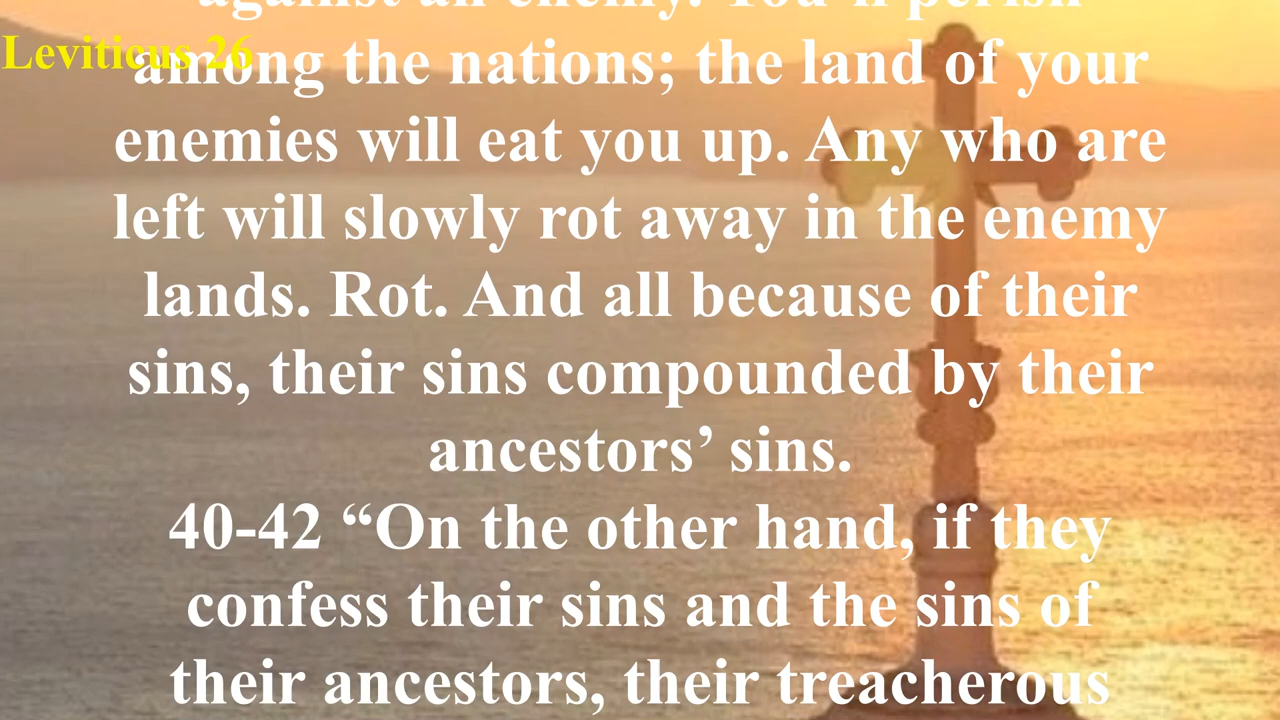 against an enemy. You'll perish
Leviticus 26
among the nations; the land of your
enemies will eat you up. Any who are
left will slowly rot away in the enemy
lands. Rot. And all because of their
sins, their sins compounded by their
ancestors’ sins.
40-42 “On the other hand, if they
confess their sins and the sins of
their ancestors, their treacherous